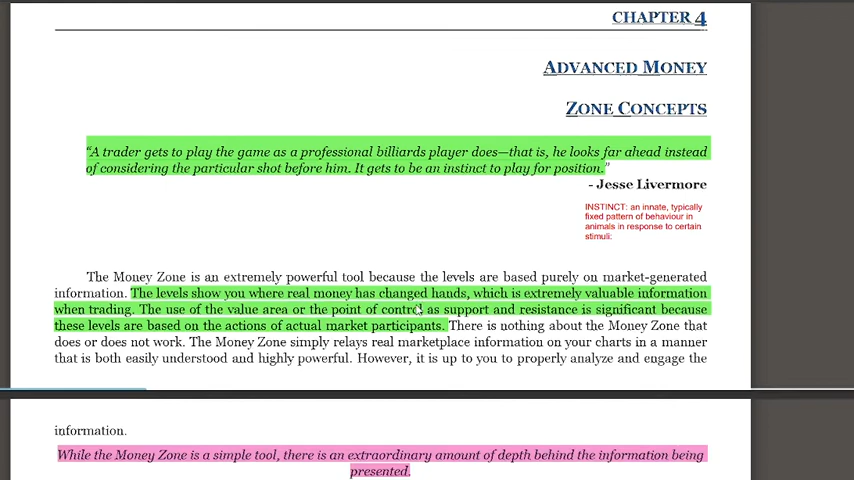 CHAPTER 4
ADVANCED MONEY
ZONE CONCEPTS
“A trader gets to play the game as a professional billiards player does—that is, he looks far ahead instead
of considering the particular shot before him. It gets to be an instinct to play for position.”
- Jesse Livermore
INSTINCT: an innate, typically
fixed pattern of behaviour in
animals in response to certain
stimuli:
The Money Zone is an extremely powerful tool because the levels are based purely on market-generated
information. The levels show you where real money has changed hands, which is extremely valuable information
when trading. The use of the value area or the point of control as support and resistance is significant because
these levels are based on the actions of actual market participants. There is nothing about the Money Zone that
does or does not work. The Money Zone simply relays real marketplace information on your charts in a manner
that is both easily understood and highly powerful. However, it is up to you to properly analyze and engage the
information.
While the Money Zone is a simple tool, there is an extraordinary amount of depth behind the information being
presented.